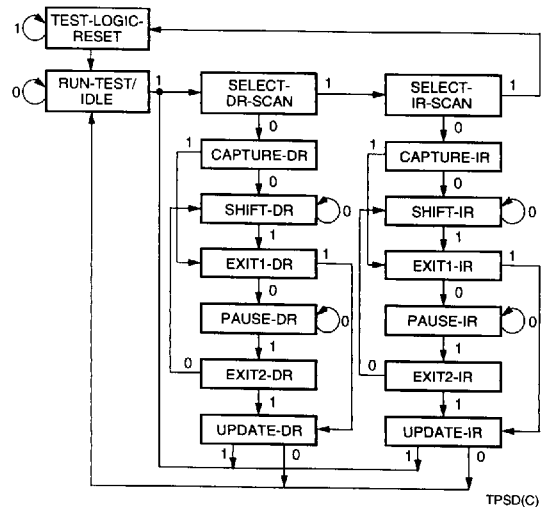 1
TEST-LOGIC-
RESET
0
RUN-TEST/
IDLE
1
SELECT-
DR-SCAN
1
SELECT-
IR-SCAN
1
0
0
1
CAPTURE-DR
1
CAPTURE-IR
0
0
SHIFT-DR
0
SHIFT-IR
0
1
1
EXIT1-DR
1
EXIT1-IR
1
0
0
PAUSE-DR
0
PAUSE-IR
0
1
1
0
EXIT2-DR
0
EXIT2-IR
1
1
UPDATE-DR
UPDATE-IR
1
0
1
0
TPSD(C)